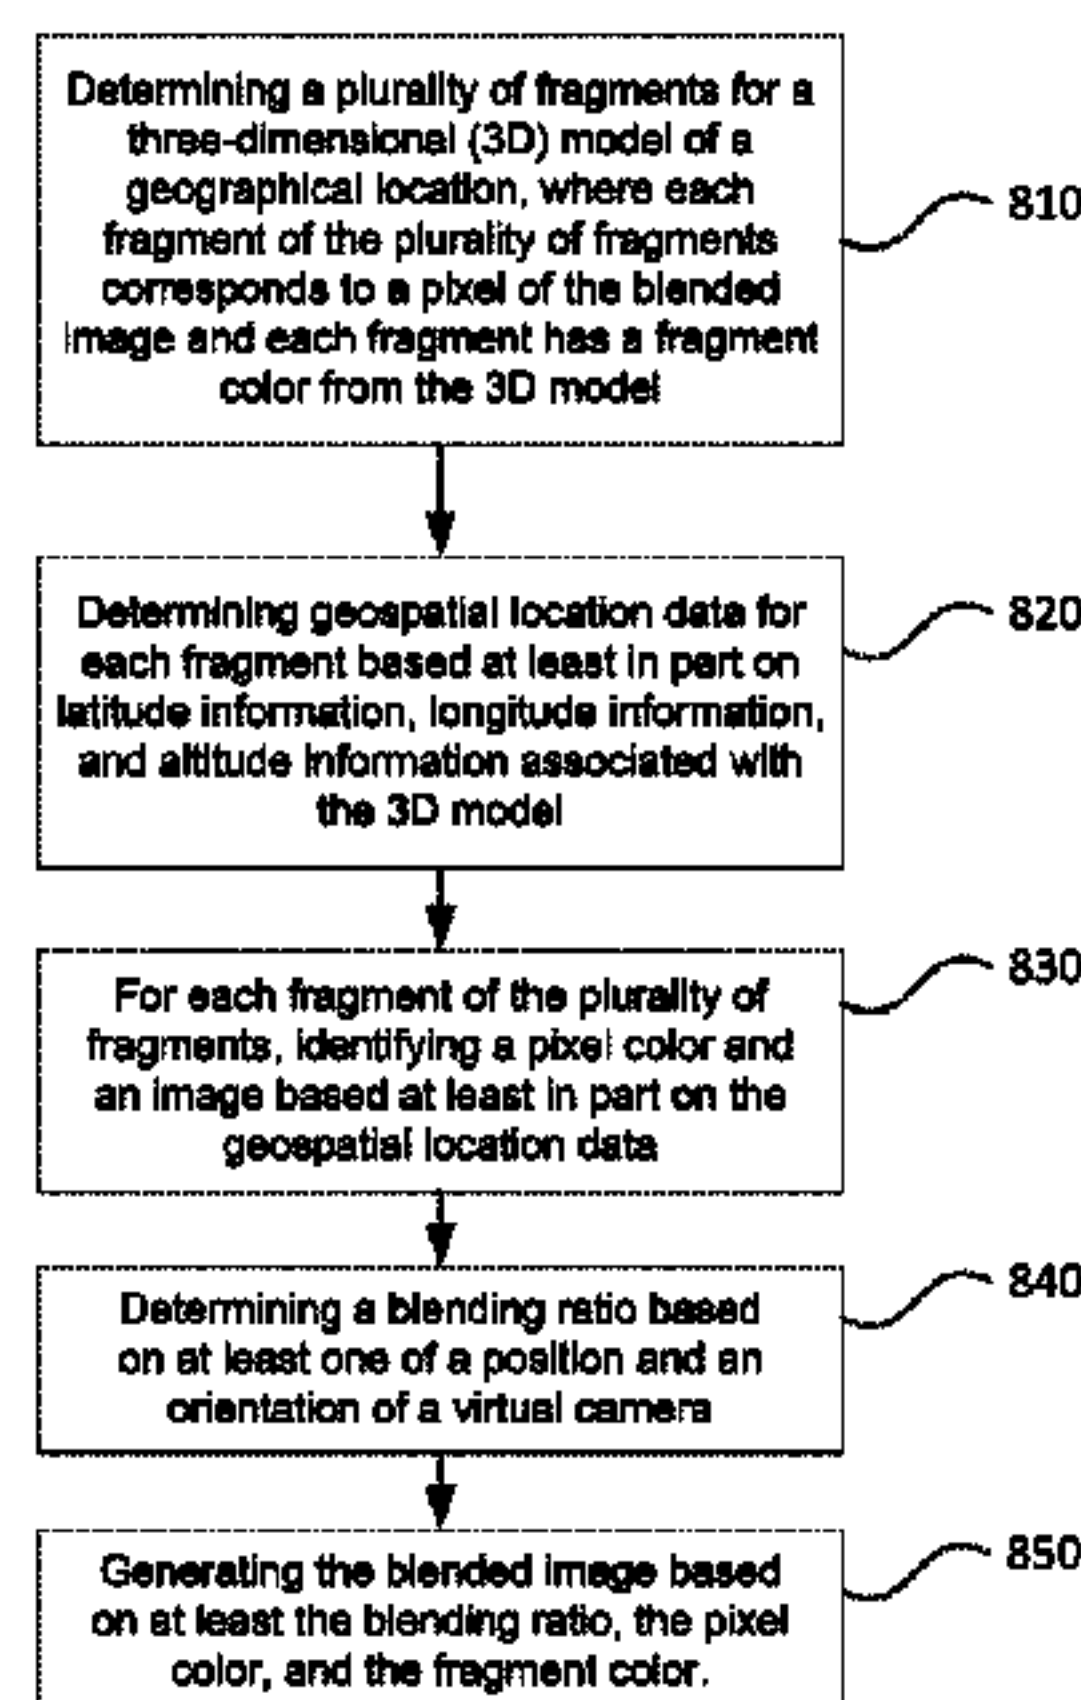 Determining a plurality of fragments for a
three-dimensional (3D) model of a
geographical location, where each
fragment of the plurality of fragments
corresponds to a pixel of the blended
image and each fragment has a fragment
color from the 3D model
810
Determining geospatial location data for
each fragment based at least in part on
latitude information, longitude information,
and altitude information associated with
the 3D model
820
For each fragment of the plurality of
fragments, identifying a pixel color and
an image based at least in part on the
geospatial location data
830
Determining a blending ratio based
on at least one of a position and an
orientation of a virtual camera
840
Generating the blended image based
on at least the blending ratio, the pixel
color, and the fragment color.
850